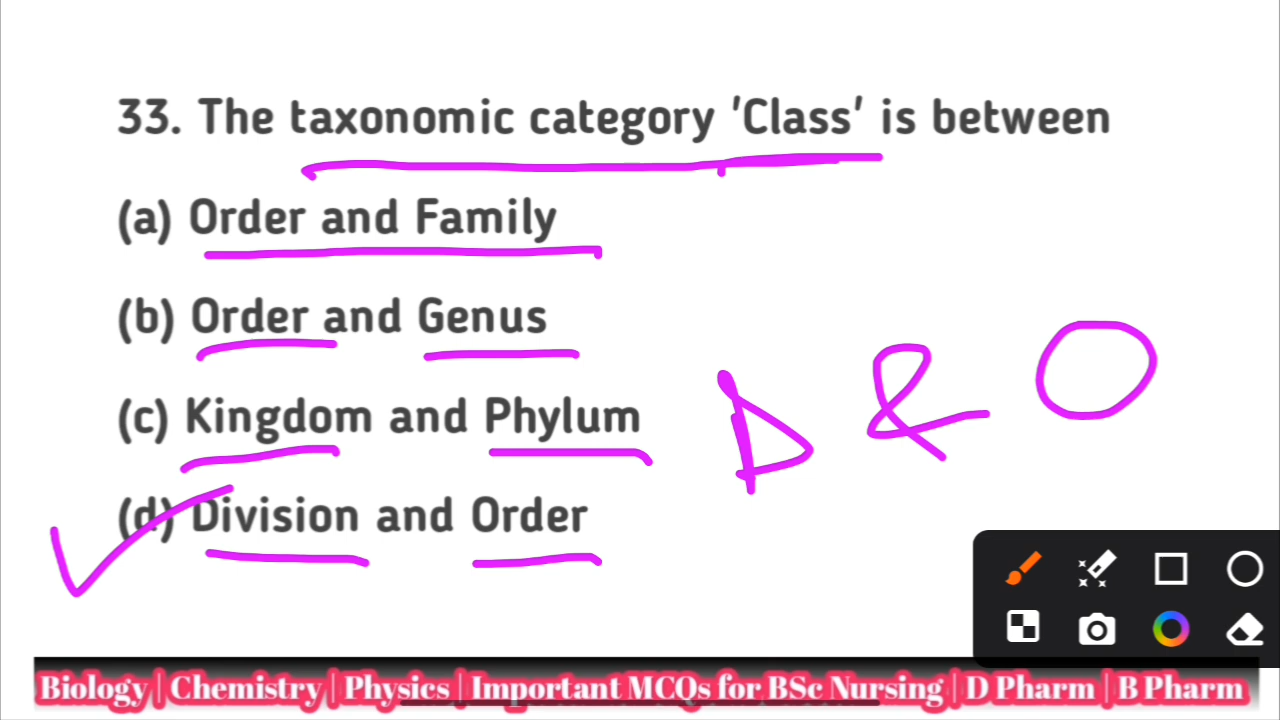 33. The taxonomic category 'Class' is between
(a) Order and Family
(b) Order and Genus
(c) Kingdom and Phylum
D & O
(d) Division and Order
Biology | Chemistry | Physics | Important MCQs for BSc Nursing | D Pharm | B Pharm